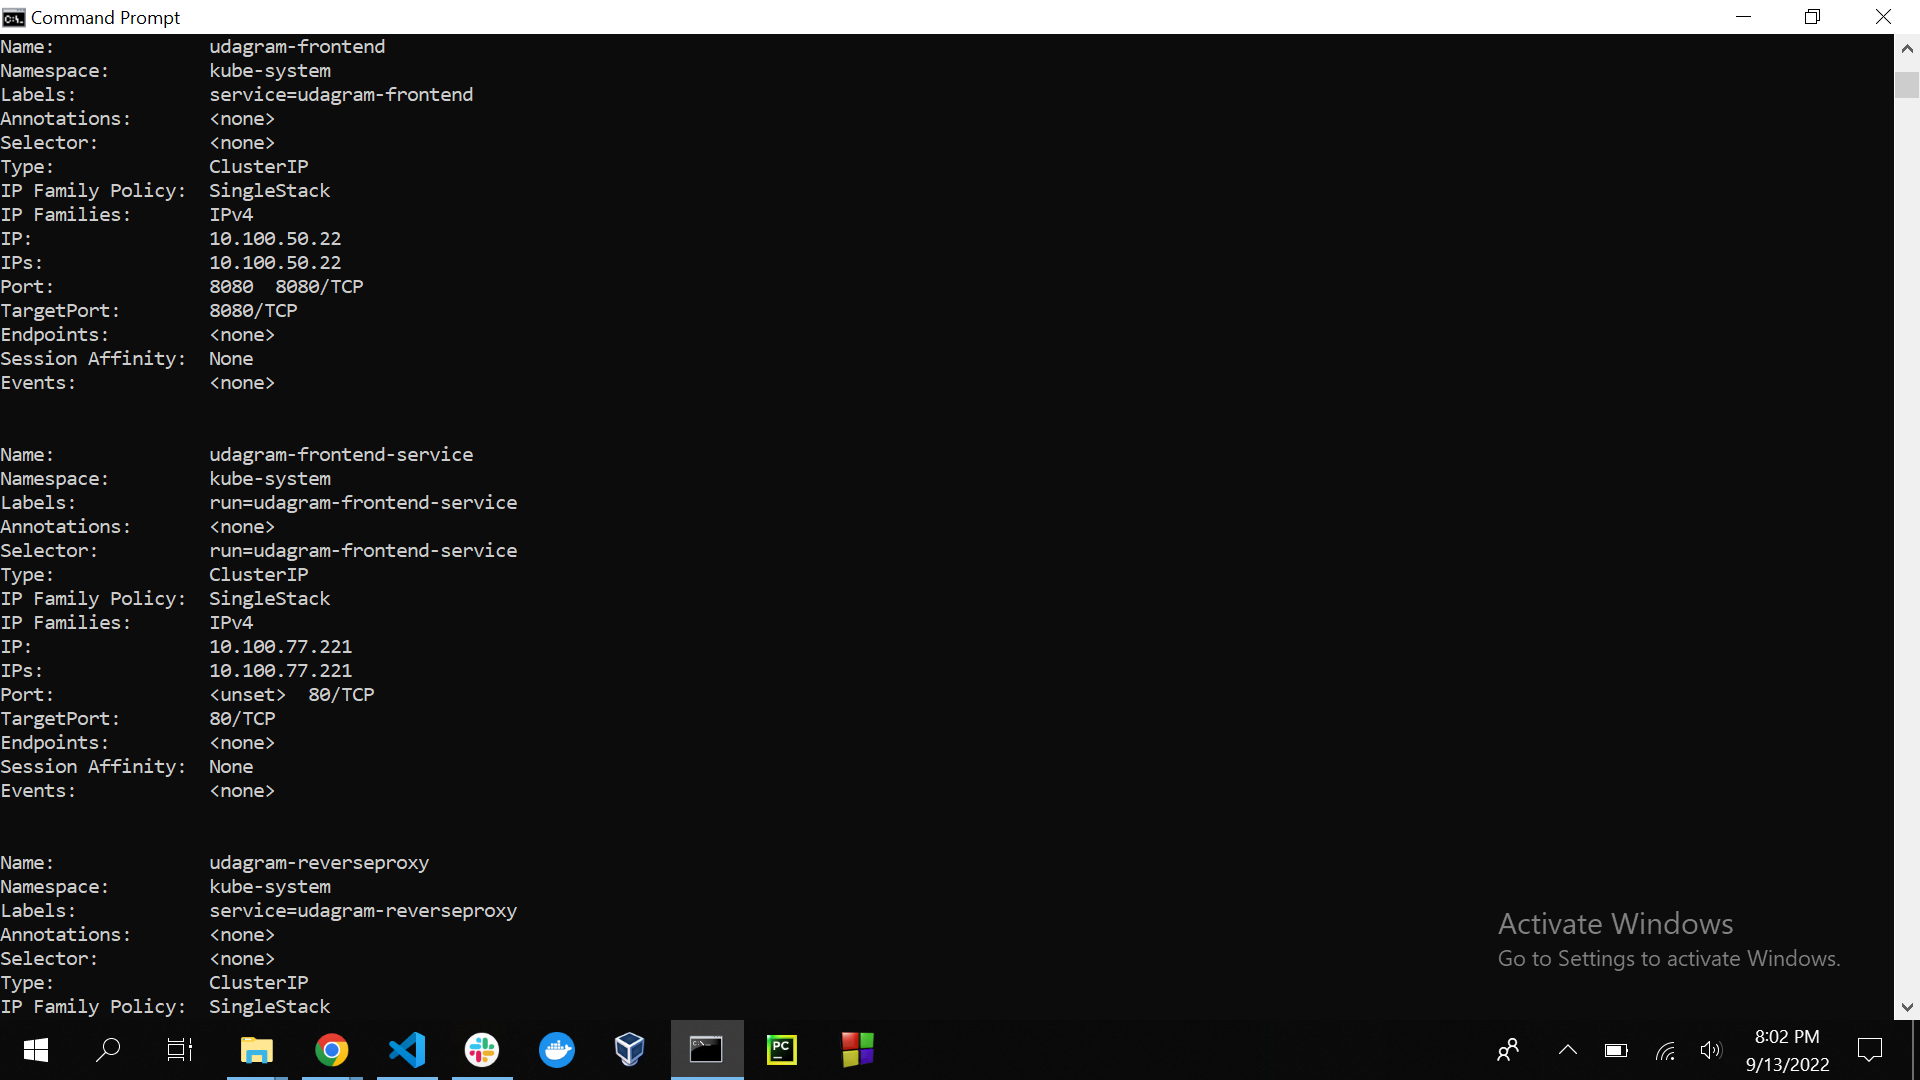 Command Prompt
Name:              udagram-frontend
Namespace:         kube-system
Labels:            service=udagram-frontend
Annotations:       <none>
Selector:          <none>
Type:              ClusterIP
IP Family Policy:  SingleStack
IP Families:       IPv4
IP:                10.100.50.22
IPs:               10.100.50.22
Port:              8080  8080/TCP
TargetPort:        8080/TCP
Endpoints:         <none>
Session Affinity:  None
Events:            <none>
Name:              udagram-frontend-service
Namespace:         kube-system
Labels:            run=udagram-frontend-service
Annotations:       <none>
Selector:          run=udagram-frontend-service
Type:              ClusterIP
IP Family Policy:  SingleStack
IP Families:       IPv4
IP:                10.100.77.221
IPs:               10.100.77.221
Port:              <unset>  80/TCP
TargetPort:        80/TCP
Endpoints:         <none>
Session Affinity:  None
Events:            <none>
Name:              udagram-reverseproxy
Namespace:         kube-system
Labels:            service=udagram-reverseproxy
Annotations:       <none>
Selector:          <none>
Type:              ClusterIP
IP Family Policy:  SingleStack
Activate Windows
Go to Settings to activate Windows.
PC
8:02 PM
9/13/2022